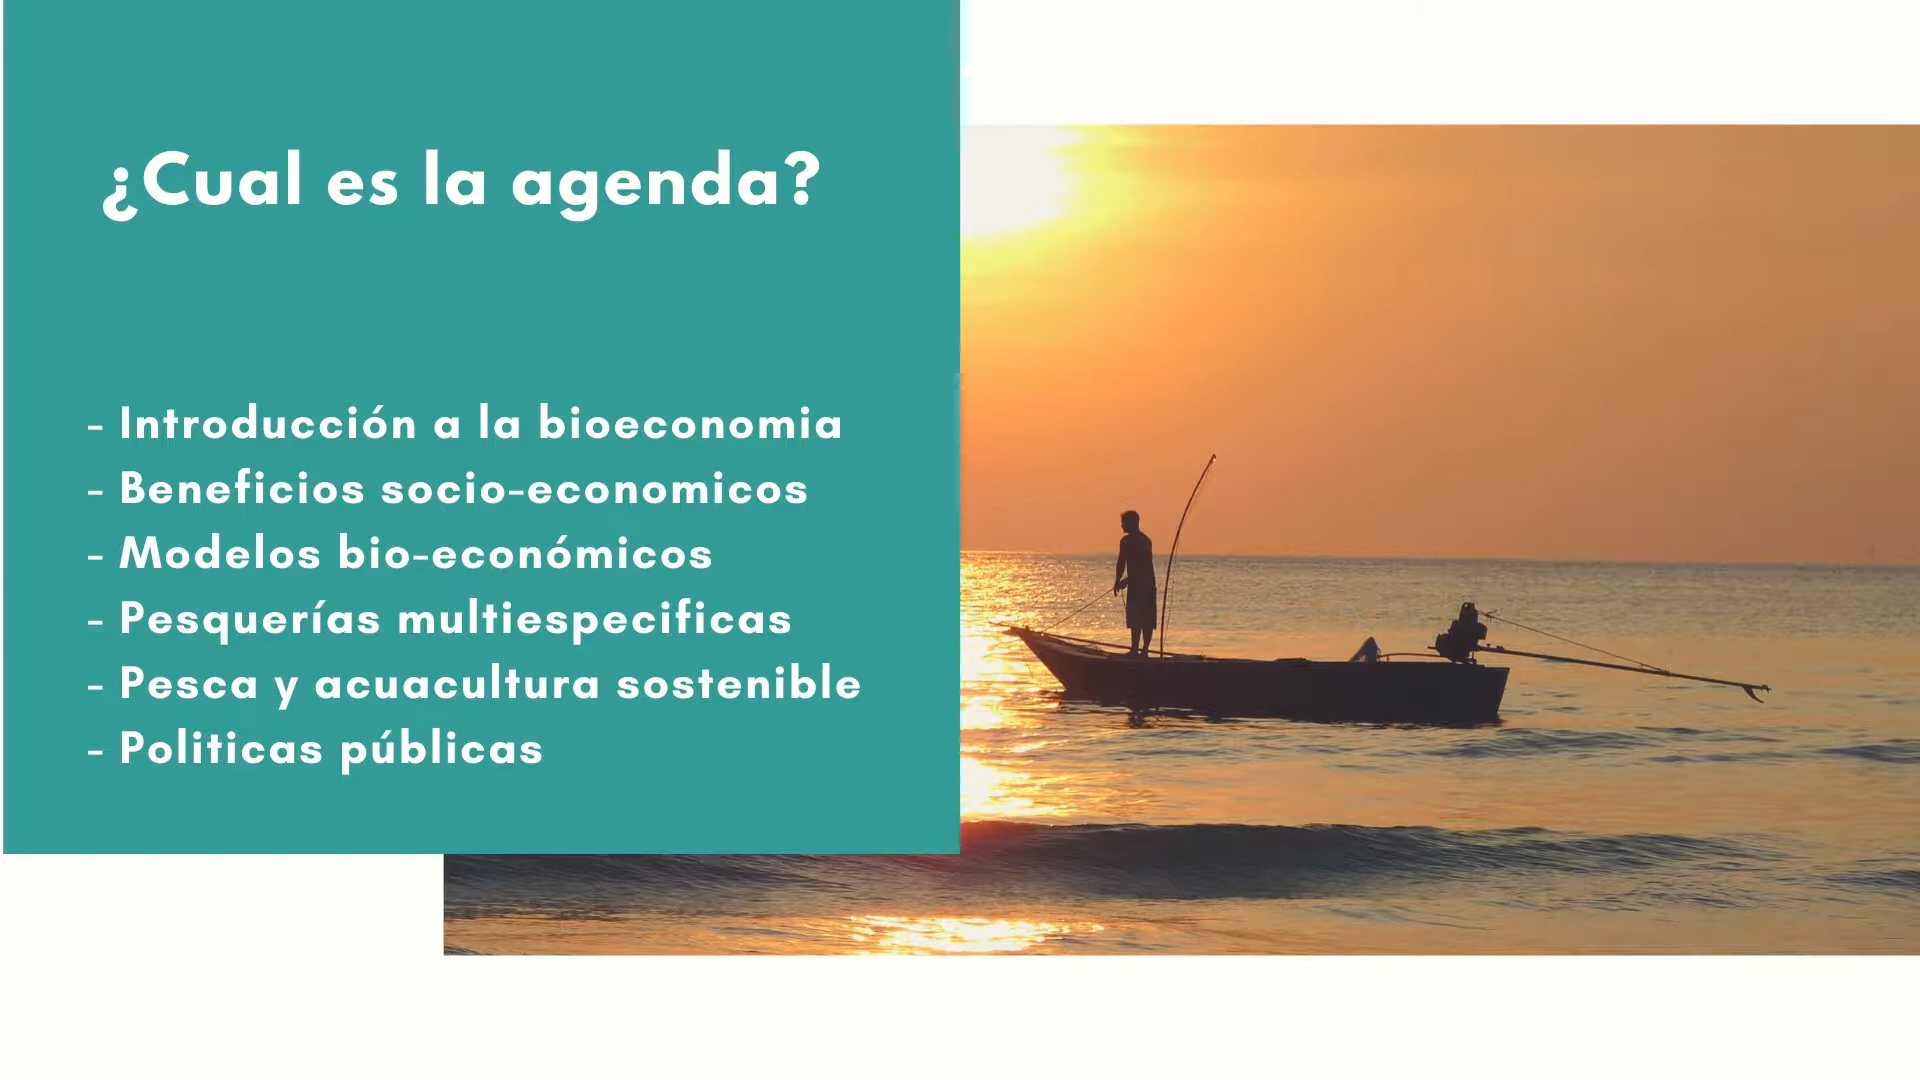 ¿Cual es la agenda?
- Introducción a la bioeconomia
- Beneficios socio-economicos
- Modelos bio-económicos
- Pesquerías multiespecificas
- Pesca y acuacultura sostenible
- Politicas públicas